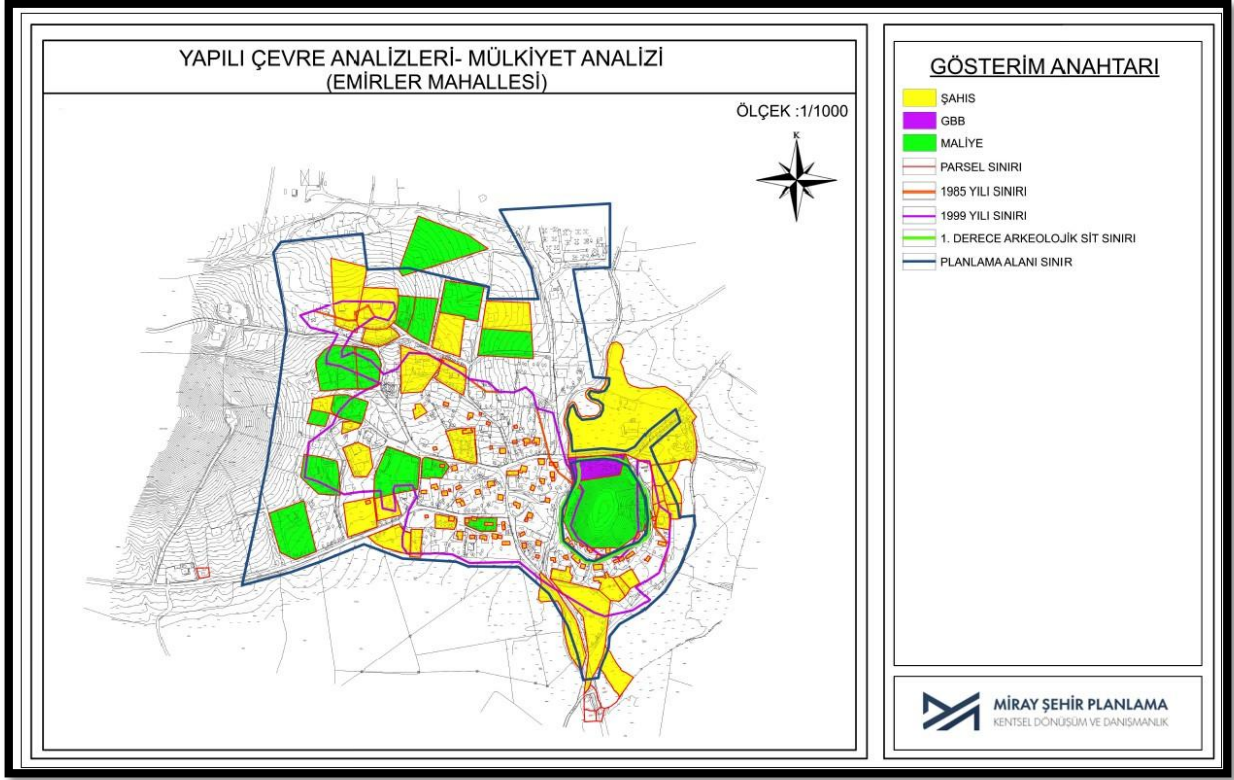 YAPILI ÇEVRE ANALİZLERİ- MÜLKİYET ANALİZİ
(EMİRLER MAHALLESİ)
ÖLÇEK :1/1000
K
GÖSTERİM ANAHTARI
ŞAHIS
GBB
MALİYE
PARSEL SINIRI
1985 YILI SINIRI
1999 YILI SINIRI
1. DERECE ARKEOLOJİK SİT SINIRI
PLANLAMA ALANI SINIR
MİRAY ŞEHİR PLANLAMA
KENTSEL DÖNÜŞÜM VE DANIŞMANLIK